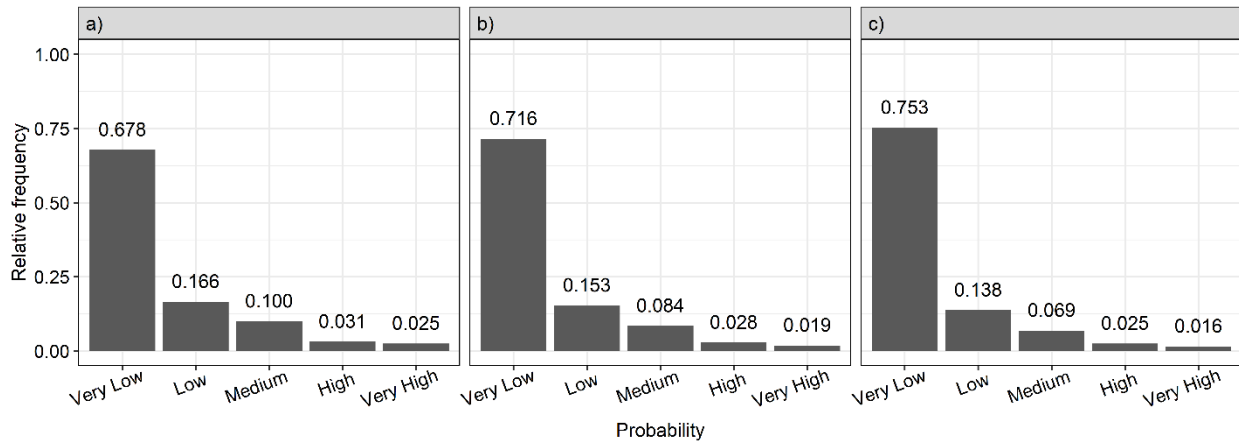 a)
b)
c)
Relative frequency
1.00
0.75
0.50
0.25
0.00
0.678
0.166
0.100
0.031
0.025
0.716
0.153
0.084
0.028
0.019
0.753
0.138
0.069
0.025
0.016
Very Low Low Medium High Very High
Very Low Low Medium High Very High
Very Low Low Medium High Very High
Probability